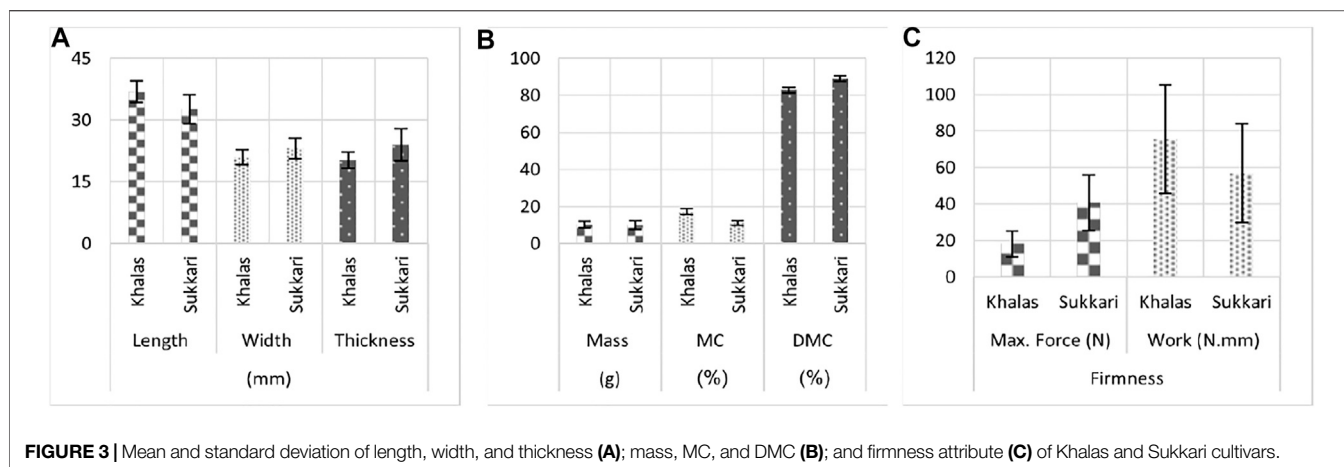 A
45
30
15
0
Khalas
Sukkari
Khalas
Sukkari
Khalas
Sukkari
Length Width Thickness
(mm)
B
100
80
60
40
20
0
Khalas
Sukkari
Khalas
Sukkari
Khalas
Sukkari
Mass MC DMC
(g) (%) (%)
C
120
100
80
60
40
20
0
Khalas Sukkari Khalas Sukkari
Max. Force (N) Work (N.mm)
Firmness
FIGURE 3 | Mean and standard deviation of length, width, and thickness (A); mass, MC, and DMC (B); and firmness attribute (C) of Khalas and Sukkari cultivars.